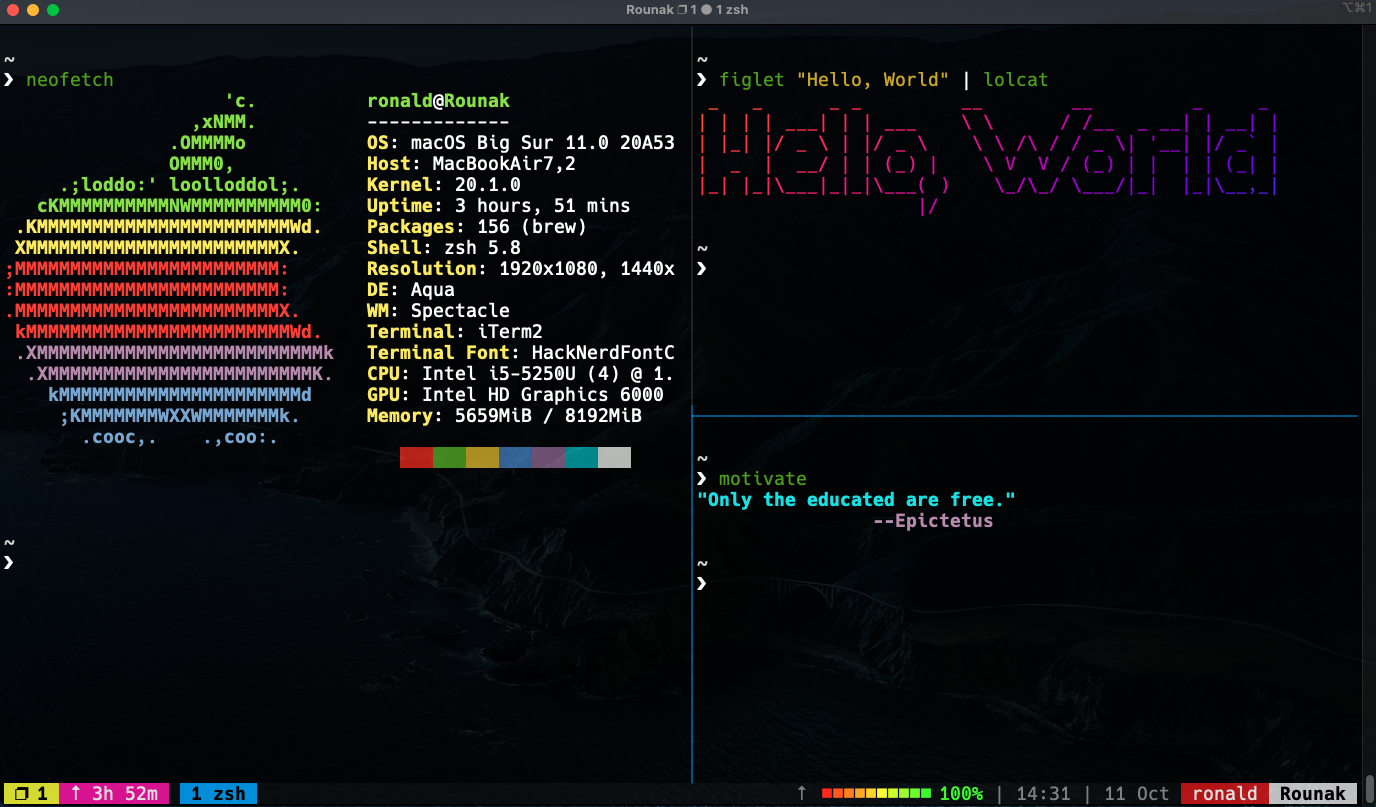 Rounak 1 ● 1 zsh
⌥⌘1
~
❯ neofetch
'c.
,xNMM.
.OMMMMo
OMMM0,
.;loddo:' loolloddol;.
cKMMMMMMMMMMNWMMMMMMMMMM0:
.KMMMMMMMMMMMMMMMMMMMMMMMWd.
XMMMMMMMMMMMMMMMMMMMMMMMX.
;MMMMMMMMMMMMMMMMMMMMMMMM:
:MMMMMMMMMMMMMMMMMMMMMMMM:
.MMMMMMMMMMMMMMMMMMMMMMMMX.
kMMMMMMMMMMMMMMMMMMMMMMMMWd.
.XMMMMMMMMMMMMMMMMMMMMMMMMMMk
.XMMMMMMMMMMMMMMMMMMMMMMMMK.
kMMMMMMMMMMMMMMMMMMMMMMd
;KMMMMMMMWXXWMMMMMMMk.
.cooc,. .,coo:.
ronald@Rounak
-------------
OS: macOS Big Sur 11.0 20A53
Host: MacBookAir7,2
Kernel: 20.1.0
Uptime: 3 hours, 51 mins
Packages: 156 (brew)
Shell: zsh 5.8
Resolution: 1920x1080, 1440x
DE: Aqua
WM: Spectacle
Terminal: iTerm2
Terminal Font: HackNerdFontC
CPU: Intel i5-5250U (4) @ 1.
GPU: Intel HD Graphics 6000
Memory: 5659MiB / 8192MiB
~
❯
~
❯ figlet "Hello, World" | lolcat
Hello, World
~
❯
~
❯ motivate
"Only the educated are free."
--Epictetus
~
❯
1 ↑ 3h 52m 1 zsh
↑ 100% | 14:31 | 11 Oct ronald Rounak